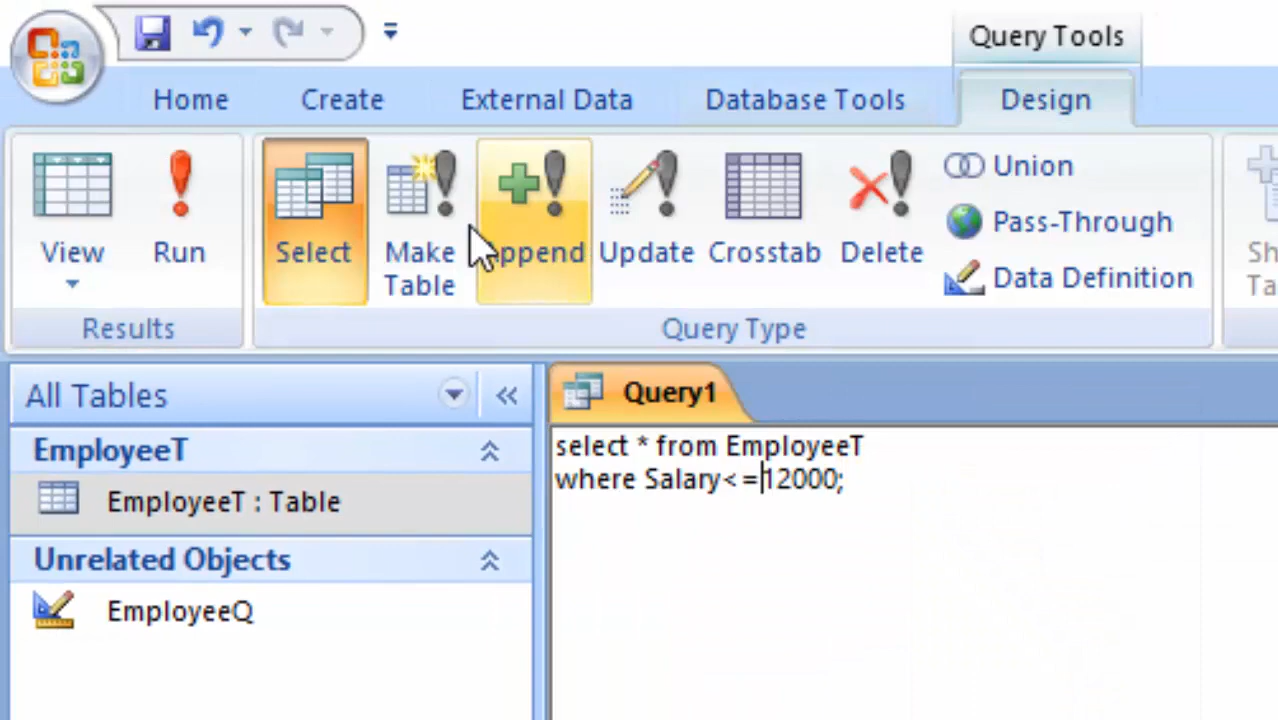 Query Tools
Home Create External Data Database Tools Design
View Run Select Make Table Update Crosstab Delete
Union
Pass-Through
Data Definition
Results Query Type
All Tables
Query1
EmployeeT
EmployeeT : Table
Unrelated Objects
EmployeeQ
select * from EmployeeT
where Salary<=12000;